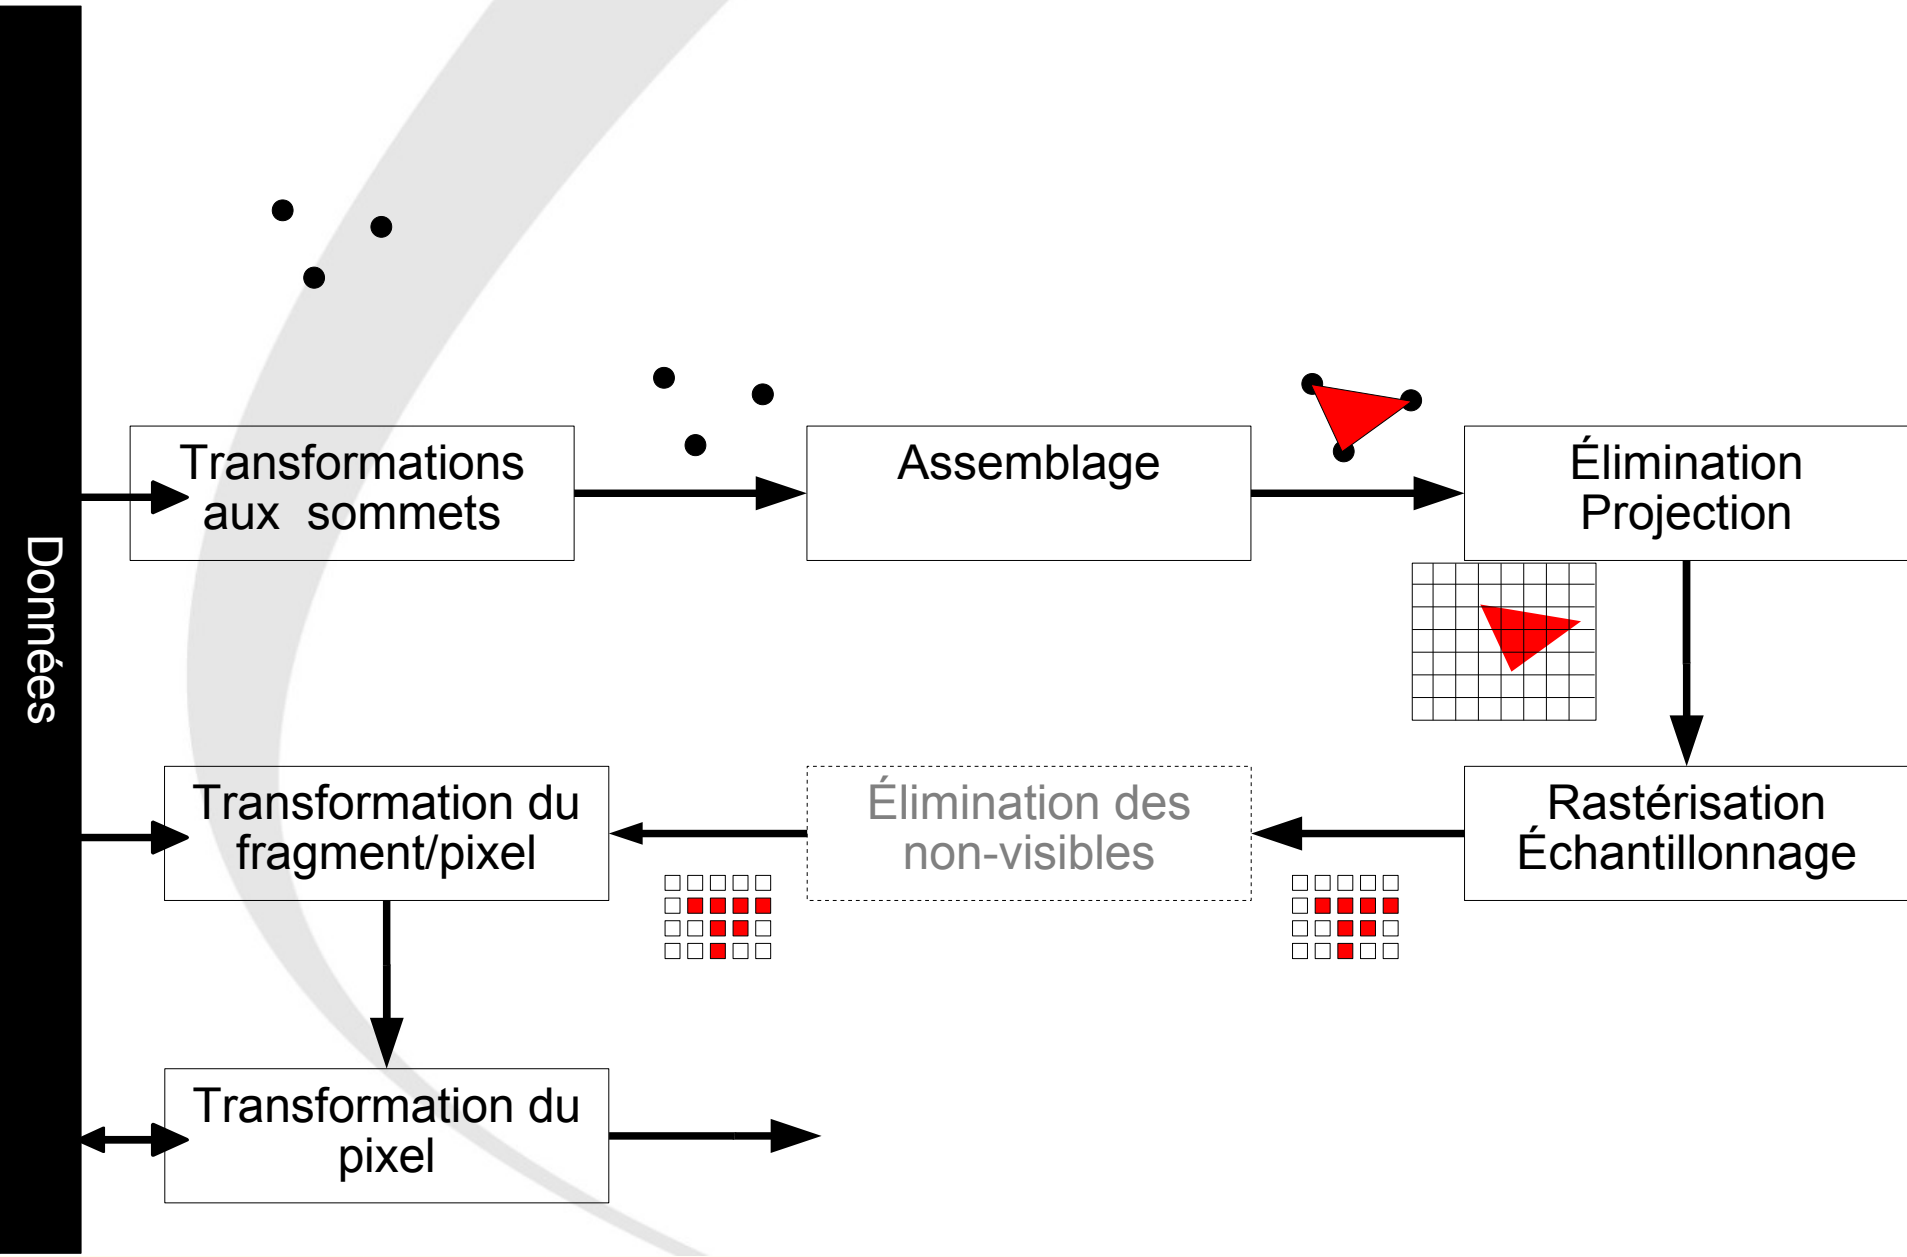 Données
Transformations
aux sommets
Assemblage
Élimination
Projection
Transformation du
fragment/pixel
Élimination des
non-visibles
Rastérisation
Échantillonnage
Transformation du
pixel